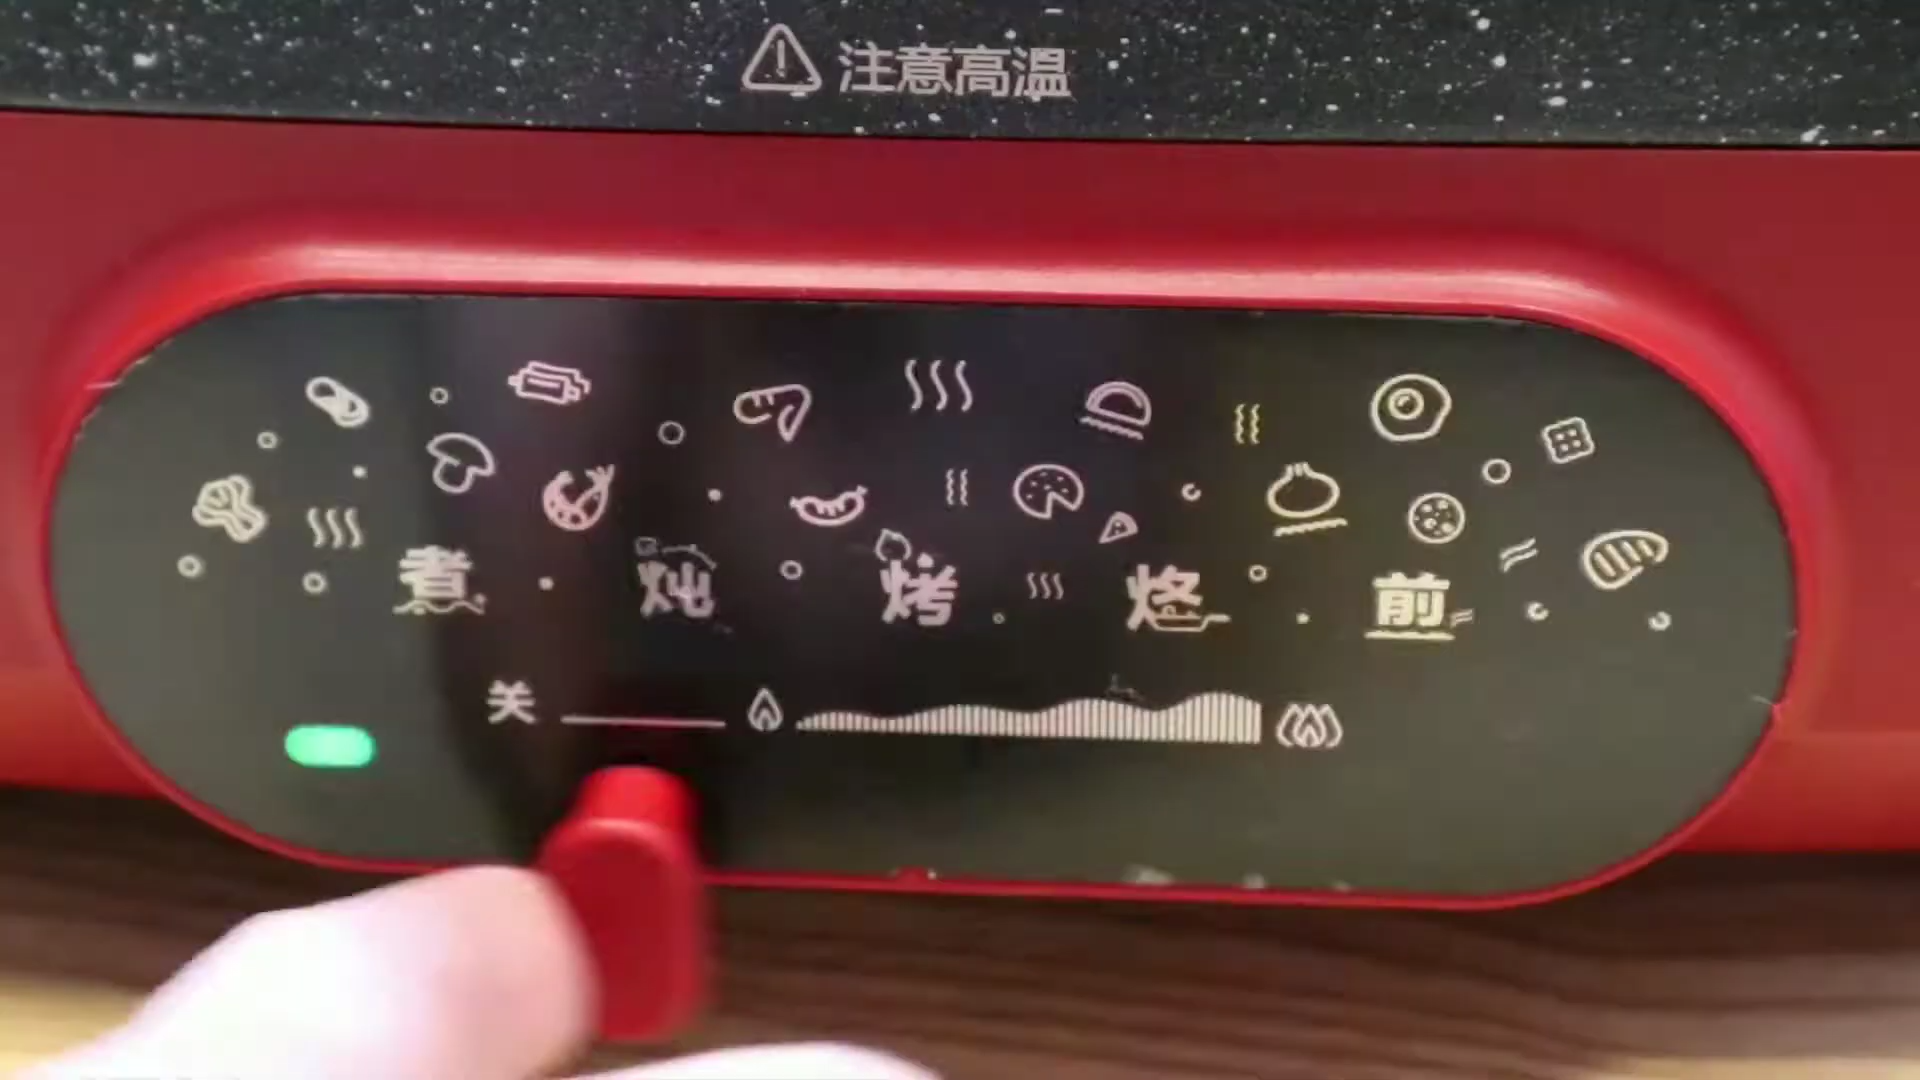 注意高温
煮 炖 烤 烙 煎
关